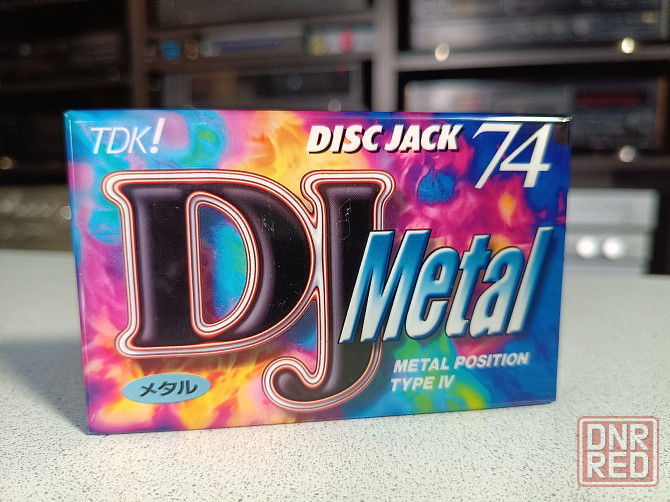 TDK!
DISC JACK 74
DJ
Metal
METAL POSITION
TYPE IV
メタル
DNR
RED